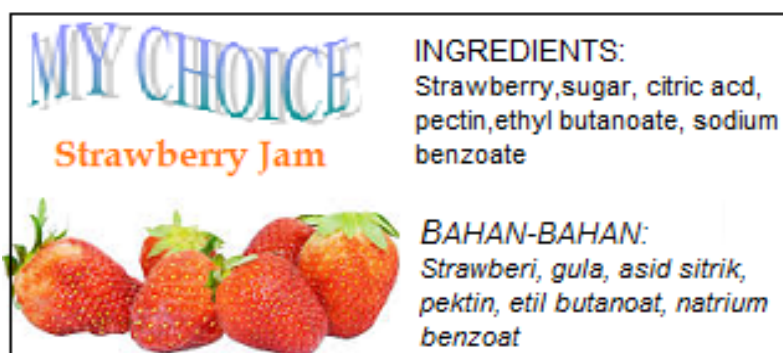 MY CHOICE
Strawberry Jam
INGREDIENTS:
Strawberry,sugar, citric acd,
pectin,ethyl butanoate, sodium
benzoate
BAHAN-BAHAN:
Strawberi, gula, asid sitrik,
pektin, etil butanoat, natrium
benzoat